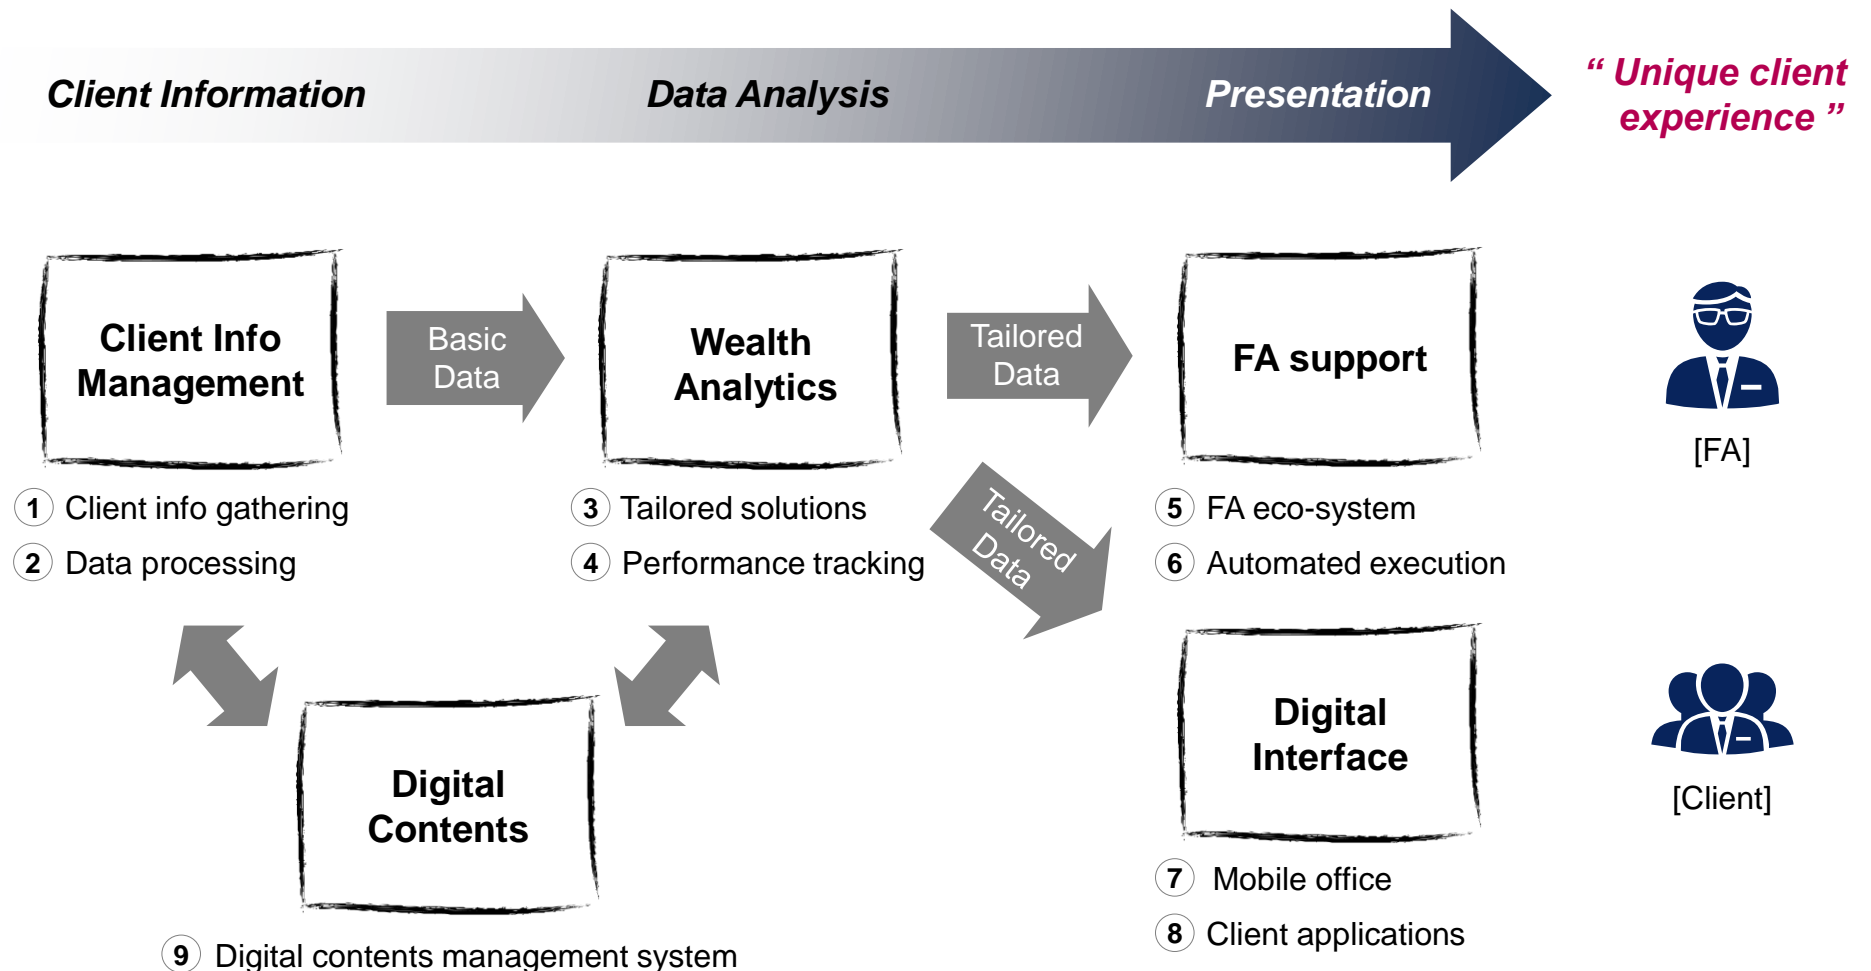 Client Information
Data Analysis
Presentation
“ Unique client
experience ”
Client Info
Management
Basic
Data
Wealth
Analytics
Tailored
Data
FA support
[FA]
1 Client info gathering
2 Data processing
3 Tailored solutions
4 Performance tracking
Tailored
Data
5 FA eco-system
6 Automated execution
Digital
Contents
9 Digital contents management system
Digital
Interface
[Client]
7 Mobile office
8 Client applications